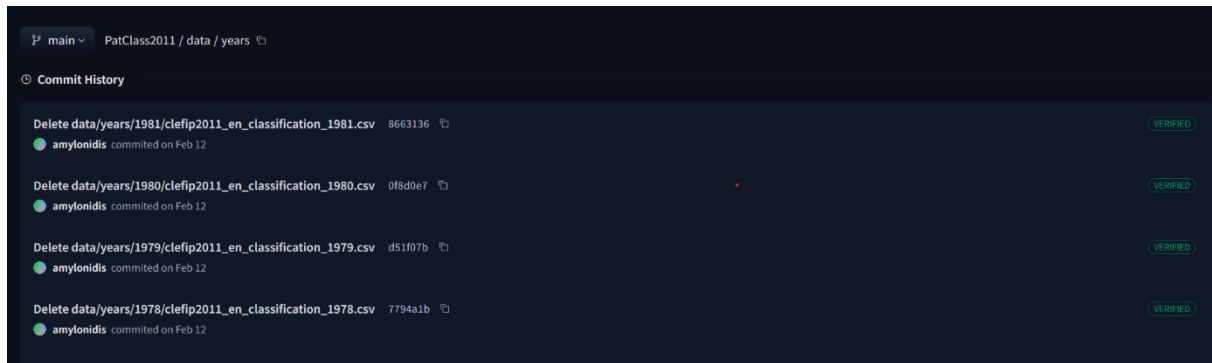 main PatClass2011 / data / years
Commit History
Delete data/years/1981/clefip2011_en_classification_1981.csv 8663136 VERIFIED
amylonidis commited on Feb 12
Delete data/years/1980/clefip2011_en_classification_1980.csv 0f8d0e7 VERIFIED
amylonidis commited on Feb 12
Delete data/years/1979/clefip2011_en_classification_1979.csv d51f07b VERIFIED
amylonidis commited on Feb 12
Delete data/years/1978/clefip2011_en_classification_1978.csv 7794a1b VERIFIED
amylonidis commited on Feb 12